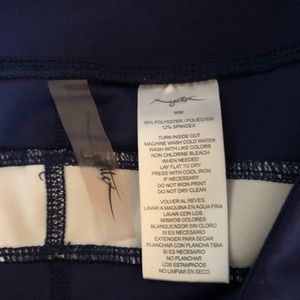 M/M
88% POLYESTER / POLIÉSTER
12% SPANDEX
TURN INSIDE OUT
MACHINE WASH COLD WATER
WASH WITH LIKE COLORS
NON CHLORINE BLEACH
WHEN NEEDED
LAY FLAT TO DRY
PRESS WITH COOL IRON
IF NECESSARY
DO NOT IRON PRINT
DO NOT DRY CLEAN
VOLVER AL REVES
LAVAR A MAQUINA EN AGUA FRIA
LAVAR CON LOS
MISMOS COLORES
BLANQUEADOR SIN CLORO
SI ES NECESARIO
EXTENDER PARA SECAR
PLANCHAR CON PLANCHA TIBIA
SI ES NECESARIO
NO PLANCHAR
LOS ESTAMPADOS
NO LIMPIAR EN SECO